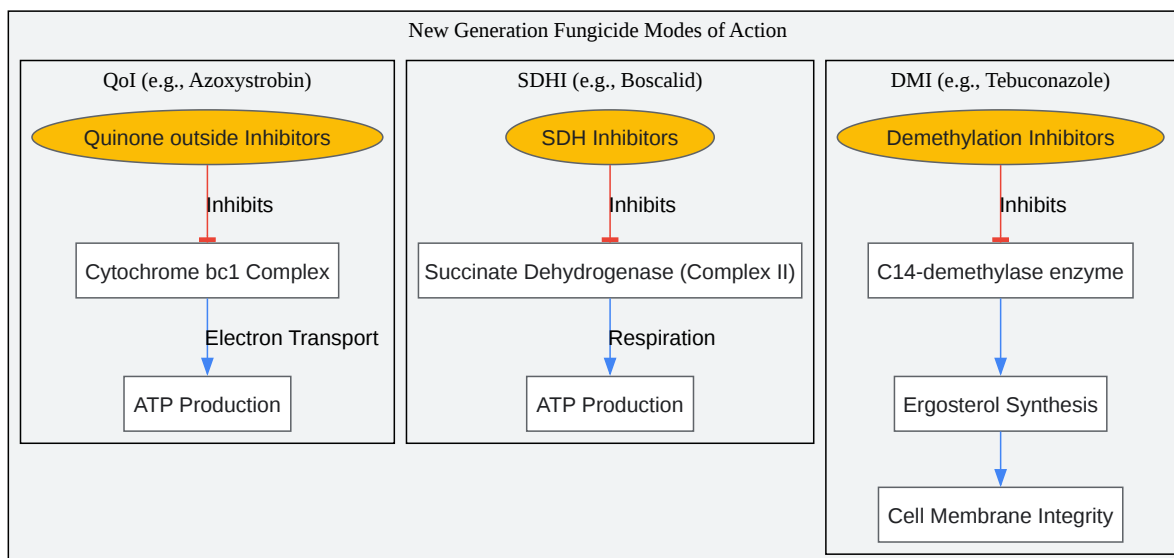 New Generation Fungicide Modes of Action
QoI (e.g., Azoxystrobin)
Quinone outside Inhibitors
Inhibits
Cytochrome bc1 Complex
Electron Transport
ATP Production
SDHI (e.g., Boscalid)
SDH Inhibitors
Inhibits
Succinate Dehydrogenase (Complex II)
Respiration
ATP Production
DMI (e.g., Tebuconazole)
Demethylation Inhibitors
Inhibits
C14-demethylase enzyme
Ergosterol Synthesis
Cell Membrane Integrity